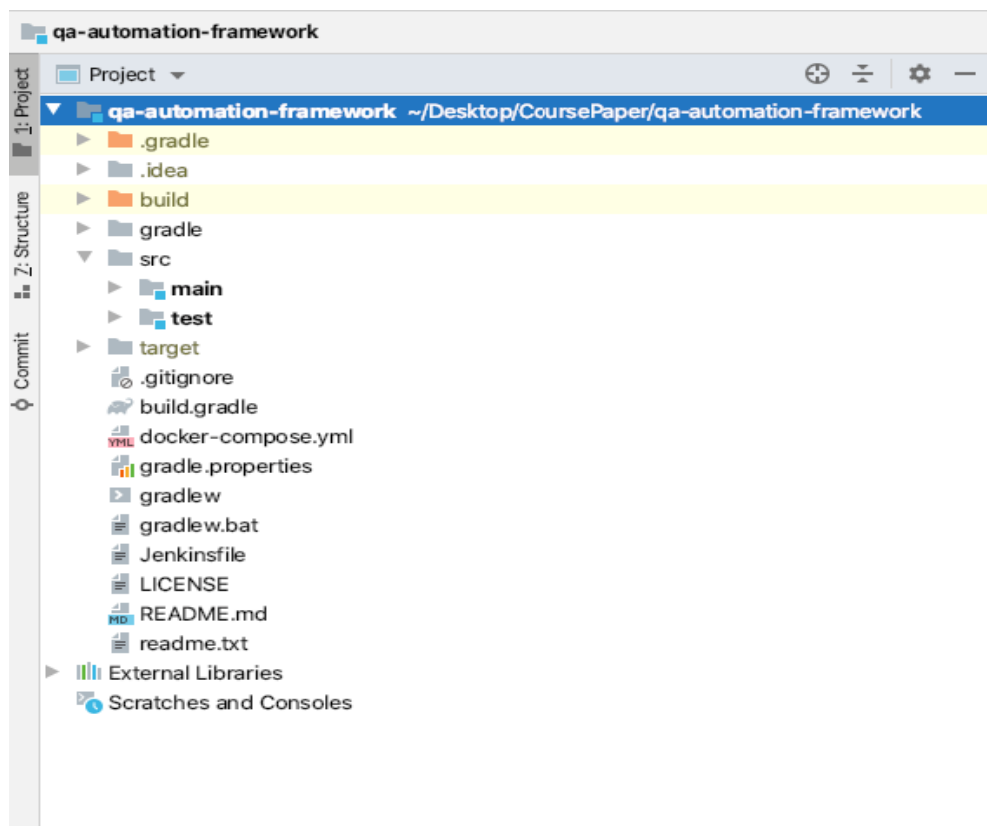 qa-automation-framework
Project
qa-automation-framework ~/Desktop/CoursePaper/qa-automation-framework
.gradle
.idea
build
gradle
src
main
test
target
.gitignore
build.gradle
YML docker-compose.yml
gradle.properties
gradlew
gradlew.bat
Jenkinsfile
LICENSE
MD README.md
readme.txt
External Libraries
Scratches and Consoles
1: Project
7: Structure
Commit